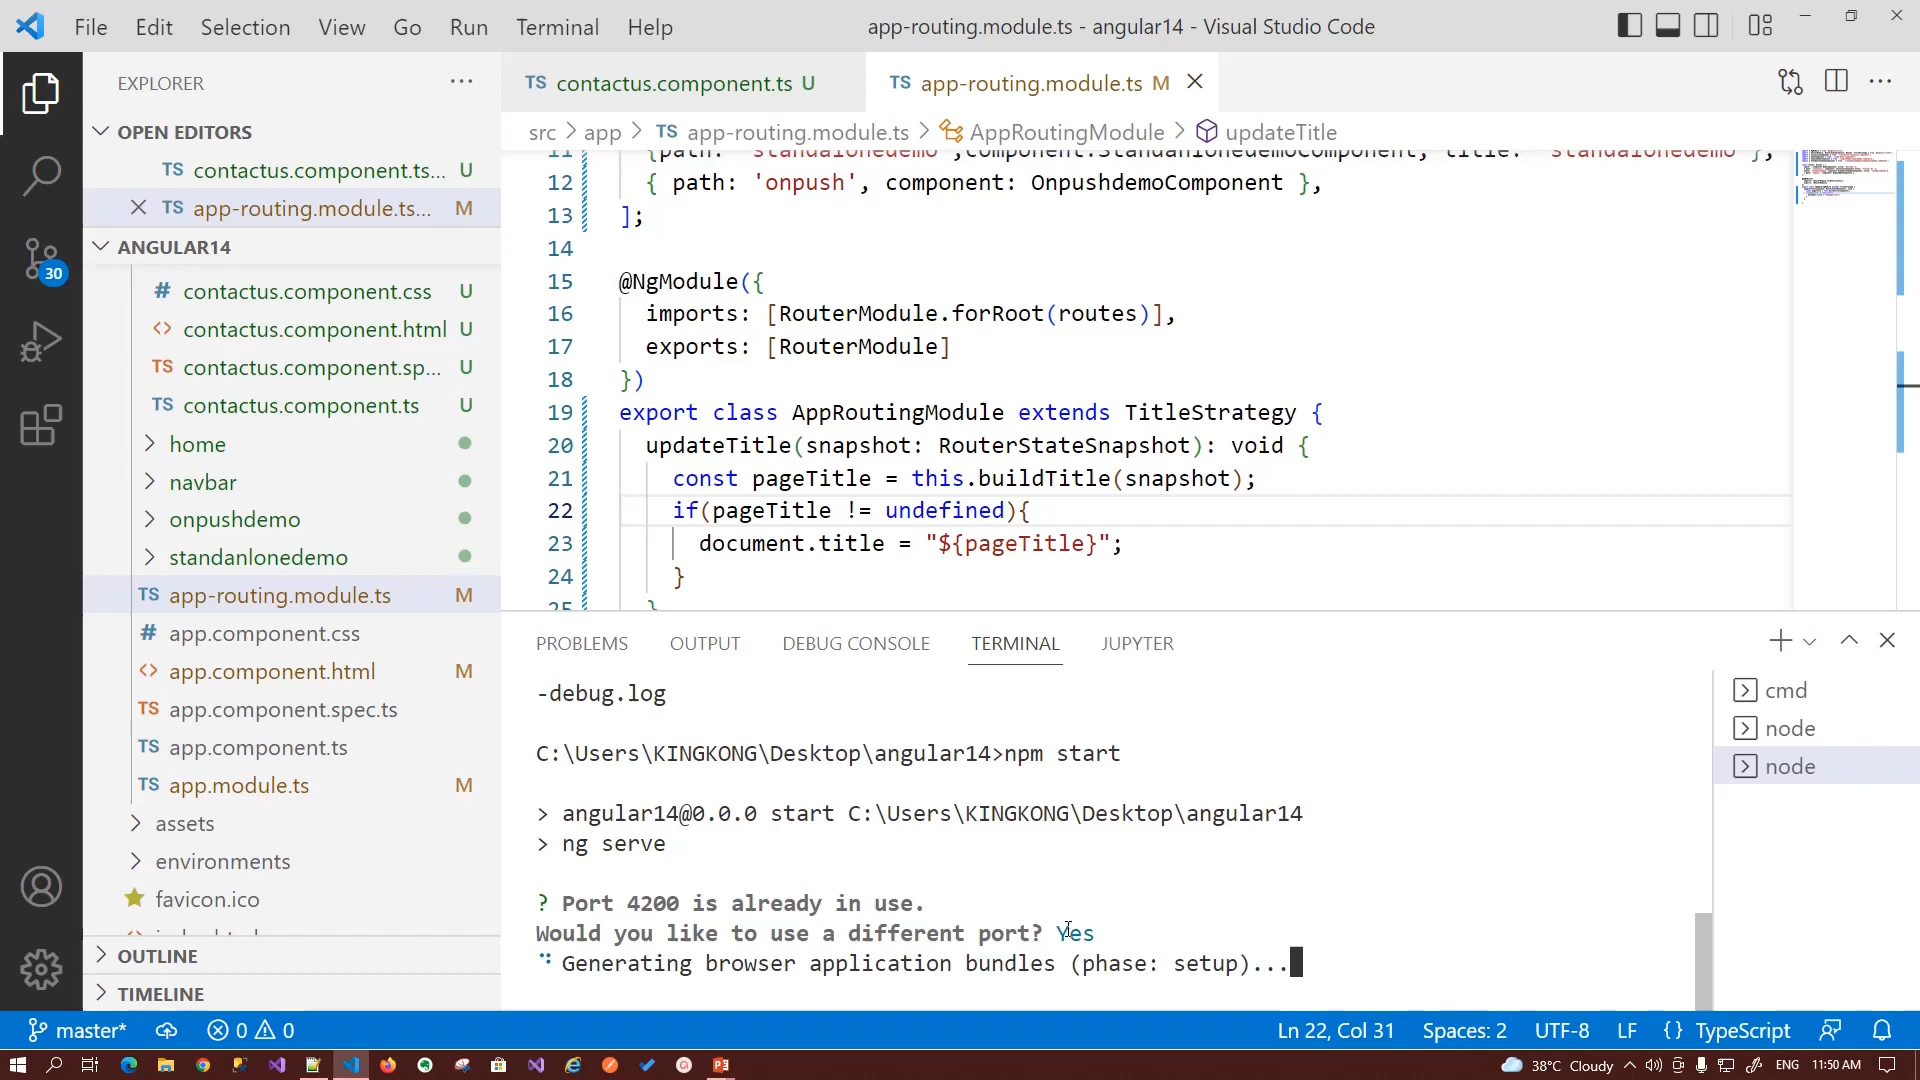 File Edit Selection View Go Run Terminal Help app-routing.module.ts - angular14 - Visual Studio Code
EXPLORER
OPEN EDITORS
TS contactus.component.ts... U
TS app-routing.module.ts... M
ANGULAR14
# contactus.component.css U
<> contactus.component.html U
TS contactus.component.sp... U
TS contactus.component.ts U
home
navbar
onpushdemo
standanlonedemo
TS app-routing.module.ts M
# app.component.css
<> app.component.html M
TS app.component.spec.ts
TS app.component.ts
TS app.module.ts M
assets
environments
favicon.ico
OUTLINE
TIMELINE
30
TS contactus.component.ts U
TS app-routing.module.ts M
src > app > TS app-routing.module.ts > AppRoutingModule > updateTitle
11 {path: 'standalonedemo',component:StandanlonedemoComponent, title: 'standalonedemo'},
12 { path: 'onpush', component: OnpushdemoComponent },
13 ];
14
15 @NgModule({
16 imports: [RouterModule.forRoot(routes)],
17 exports: [RouterModule]
18 })
19 export class AppRoutingModule extends TitleStrategy {
20 updateTitle(snapshot: RouterStateSnapshot): void {
21 const pageTitle = this.buildTitle(snapshot);
22 if(pageTitle != undefined){
23 document.title = "${pageTitle}";
24 }
25 }
PROBLEMS OUTPUT DEBUG CONSOLE TERMINAL JUPYTER
-debug.log
C:\Users\KINGKONG\Desktop\angular14>npm start
> angular14@0.0.0 start C:\Users\KINGKONG\Desktop\angular14
> ng serve
? Port 4200 is already in use.
Would you like to use a different port? Yes
Generating browser application bundles (phase: setup)...
cmd
node
node
master* 0 0 Ln 22, Col 31 Spaces: 2 UTF-8 LF {} TypeScript
38°C Cloudy ENG 11:50 AM